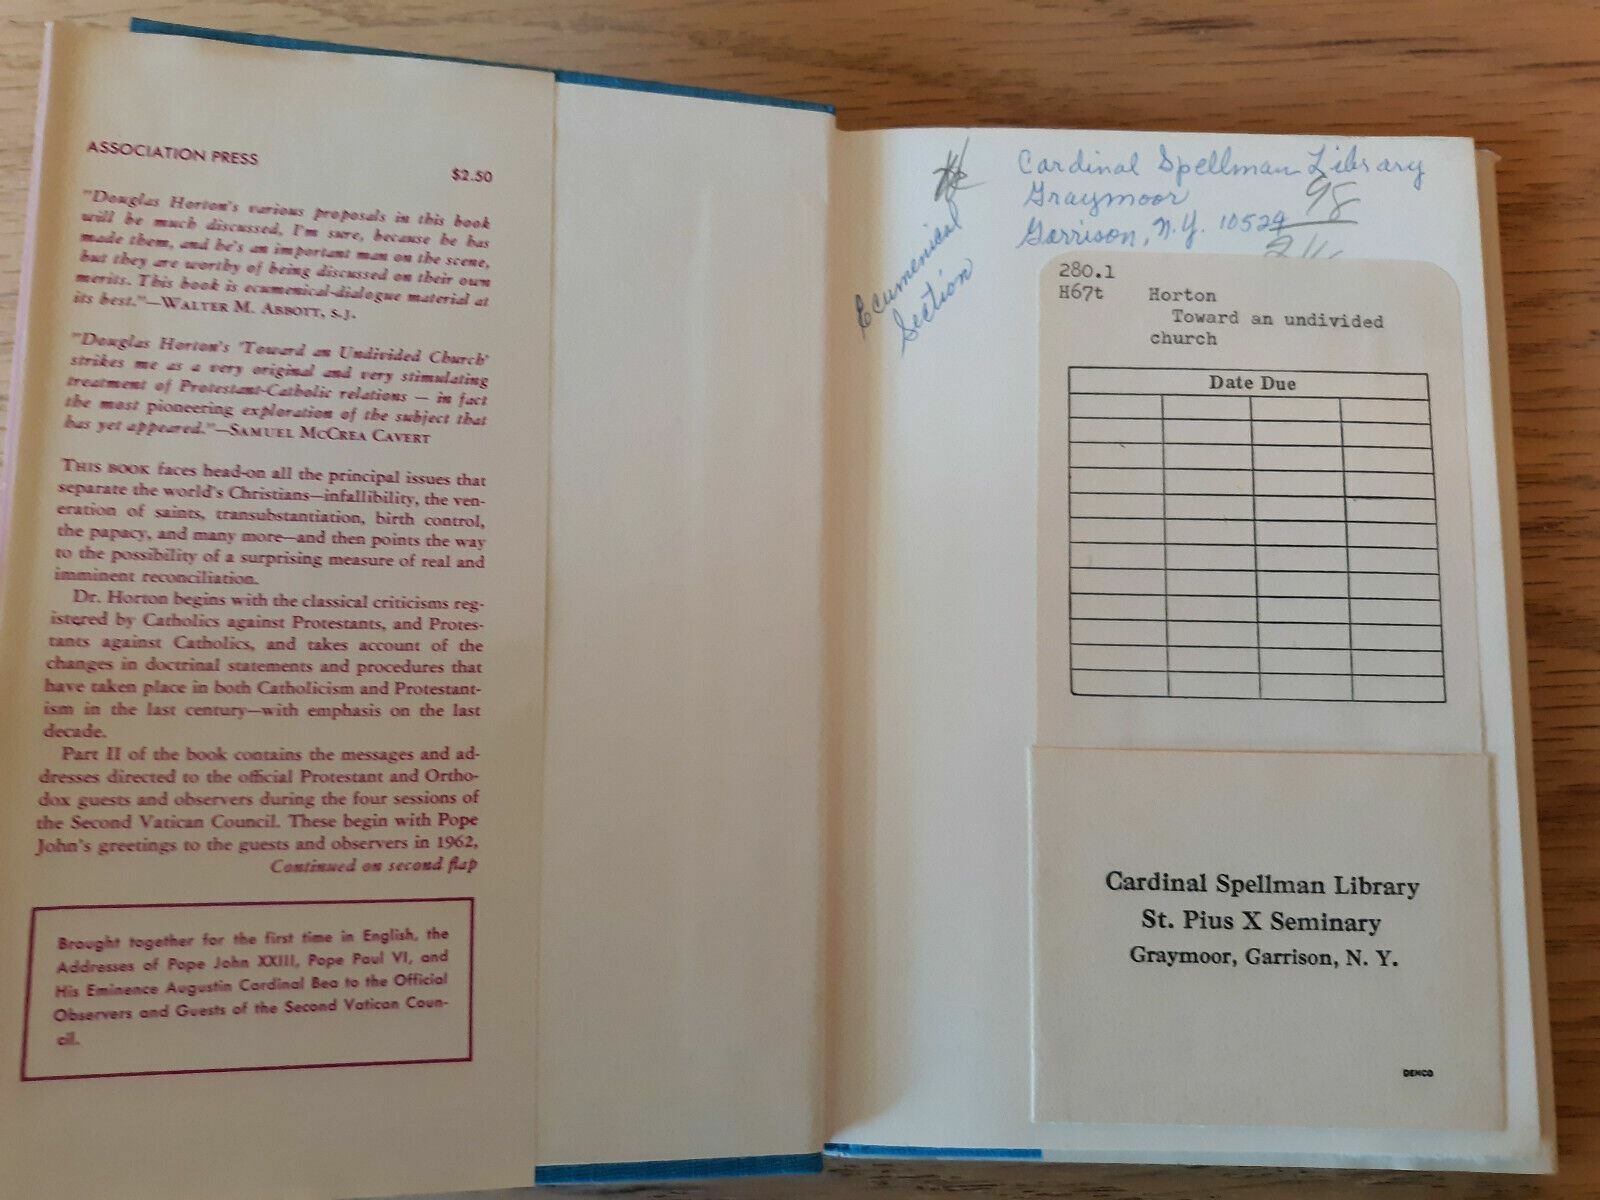 ASSOCIATION PRESS
$2.50
"Douglas Horton's various proposals in this book
will be much discussed, I'm sure, because he has
made them, and he's an important man on the scene,
but they are worthy of being discussed on their own
merits. This book is ecumenical-dialogue material at
its best."—WALTER M. ABBOTT, S.J.
"Douglas Horton's 'Toward an Undivided Church'
strikes me as a very original and very stimulating
treatment of Protestant-Catholic relations — in fact
the most pioneering exploration of the subject that
has yet appeared."—SAMUEL MCCREA CAVERT
THIS BOOK faces head-on all the principal issues that
separate the world's Christians—infallibility, the ven-
eration of saints, transubstantiation, birth control,
the papacy, and many more—and then points the way
to the possibility of a surprising measure of real and
imminent reconciliation.
Dr. Horton begins with the classical criticisms reg-
istered by Catholics against Protestants, and Protes-
tants against Catholics, and takes account of the
changes in doctrinal statements and procedures that
have taken place in both Catholicism and Protestant-
ism in the last century—with emphasis on the last
decade.
Part II of the book contains the messages and ad-
dresses directed to the official Protestant and Ortho-
dox guests and observers during the four sessions of
the Second Vatican Council. These begin with Pope
John's greetings to the guests and observers in 1962,
Continued on second flap
Brought together for the first time in English, the
Addresses of Pope John XXIII, Pope Paul VI, and
His Eminence Augustin Cardinal Bea to the Official
Observers and Guests of the Second Vatican Coun-
cil.
Cardinal Spellman Library
Graymoor
Garrison, N.Y. 10524
98
Ecumenical
Section
280.1
H67t Horton
Toward an undivided
church
Date Due
Cardinal Spellman Library
St. Pius X Seminary
Graymoor, Garrison, N. Y.
DEMCO